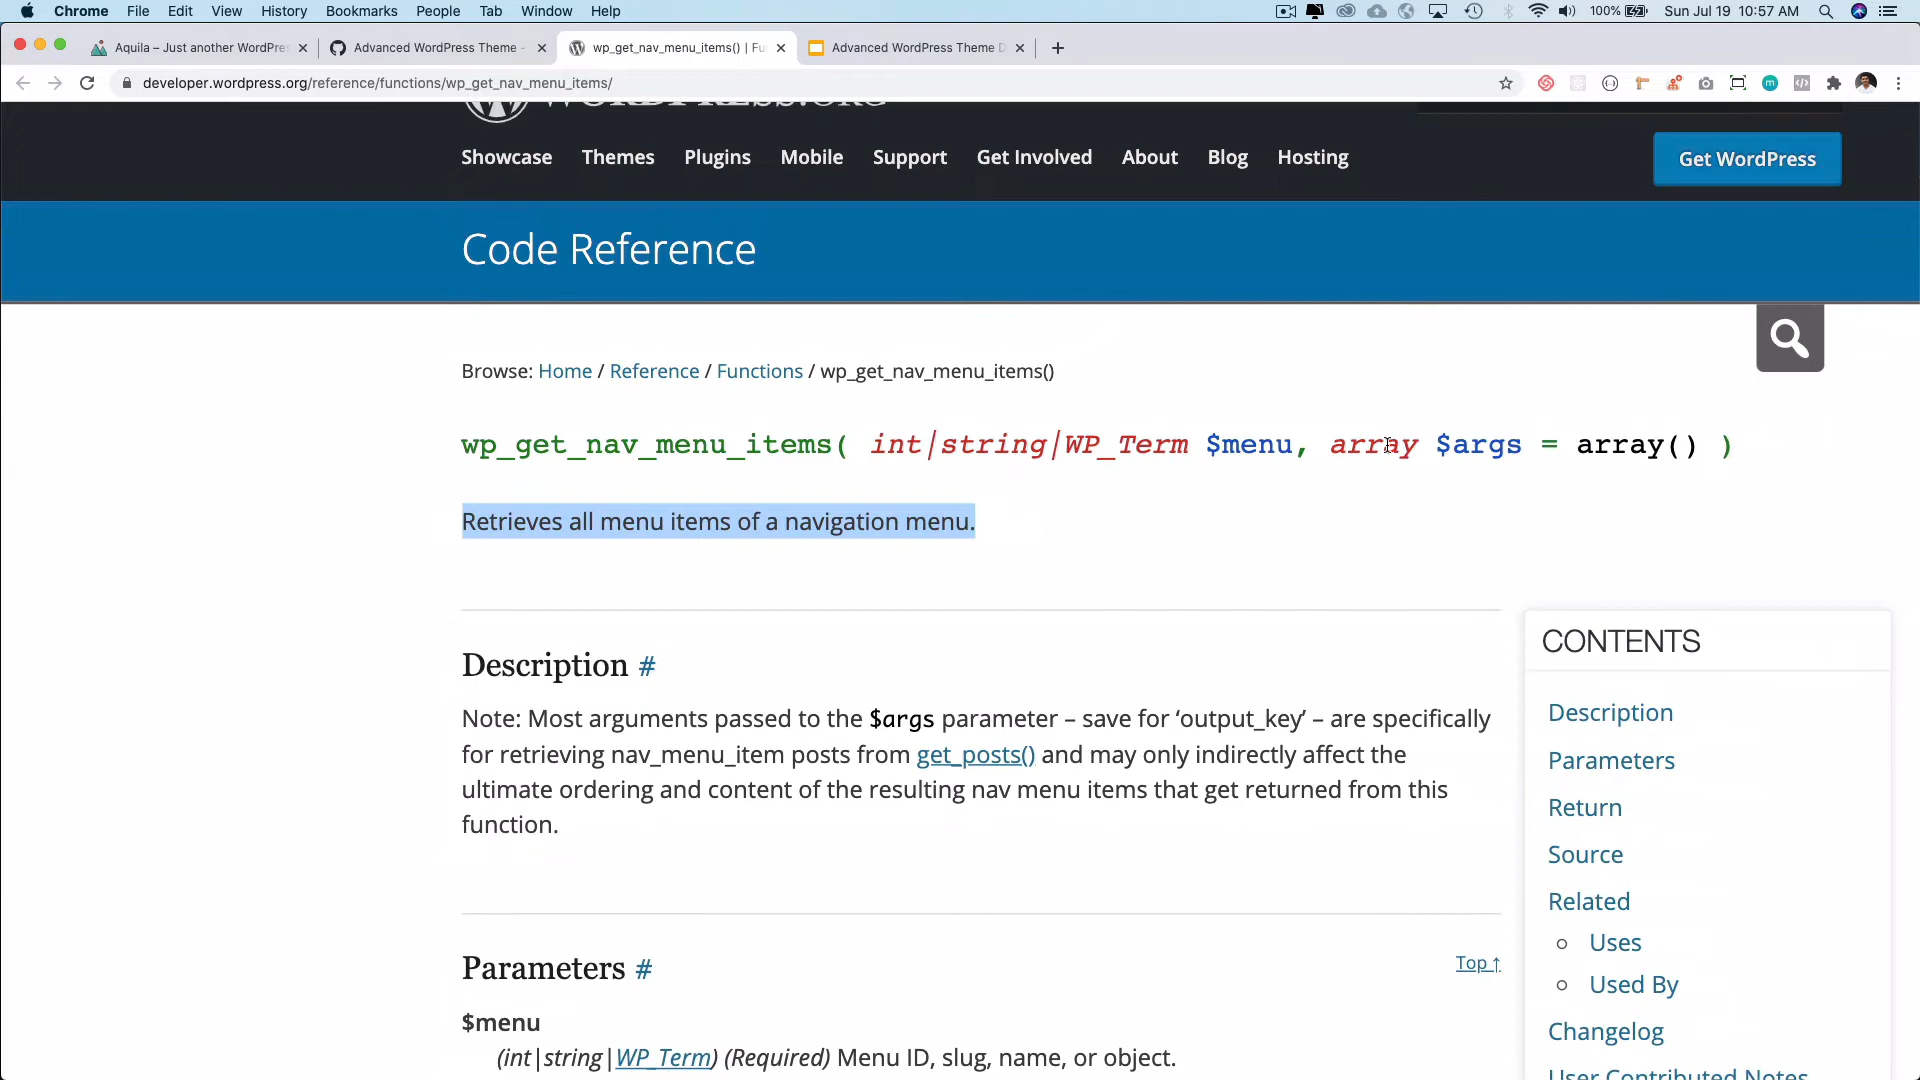 Chrome File Edit View History Bookmarks People Tab Window Help 100% Sun Jul 19 10:57 AM
Aquila – Just another WordPres
Advanced WordPress Theme -
wp_get_nav_menu_items() | Fu
Advanced WordPress Theme D
developer.wordpress.org/reference/functions/wp_get_nav_menu_items/
WORDPRESS.ORG
Showcase Themes Plugins Mobile Support Get Involved About Blog Hosting
Get WordPress
Code Reference
Browse: Home / Reference / Functions / wp_get_nav_menu_items()
wp_get_nav_menu_items( int|string|WP_Term $menu, array $args = array() )
Retrieves all menu items of a navigation menu.
Description #
Note: Most arguments passed to the $args parameter – save for ‘output_key’ – are specifically
for retrieving nav_menu_item posts from get_posts() and may only indirectly affect the
ultimate ordering and content of the resulting nav menu items that get returned from this
function.
Parameters #
Top ↑
$menu
(int|string|WP_Term) (Required) Menu ID, slug, name, or object.
CONTENTS
Description
Parameters
Return
Source
Related
Uses
Used By
Changelog
User Contributed Notes